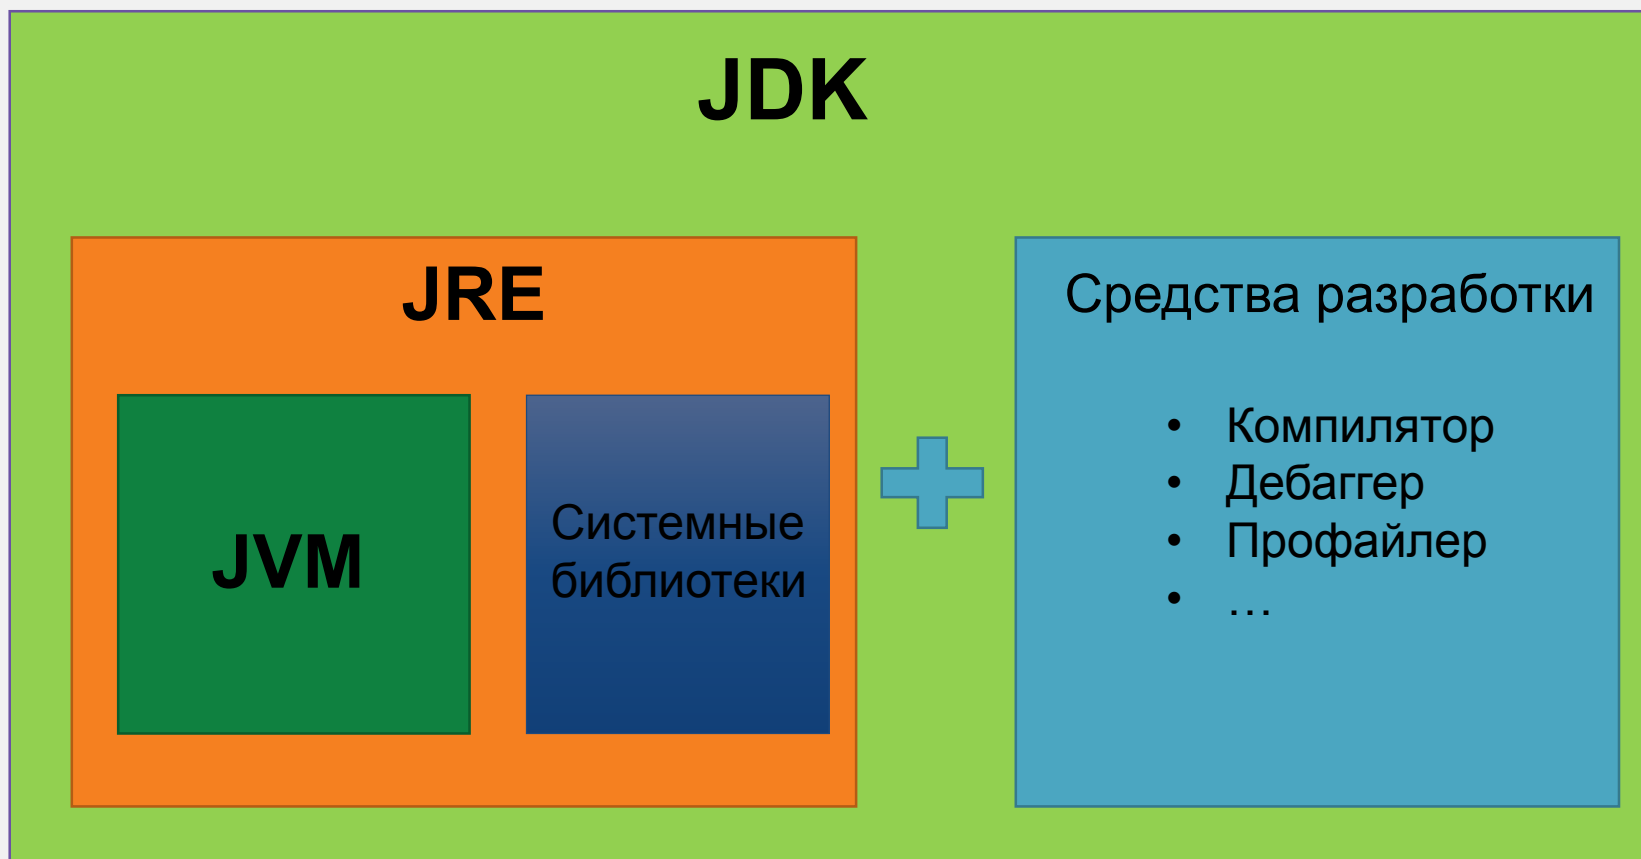 JDK
JRE
JVM
Системные
библиотеки
Средства разработки
• Компилятор
• Дебаггер
• Профайлер
• …